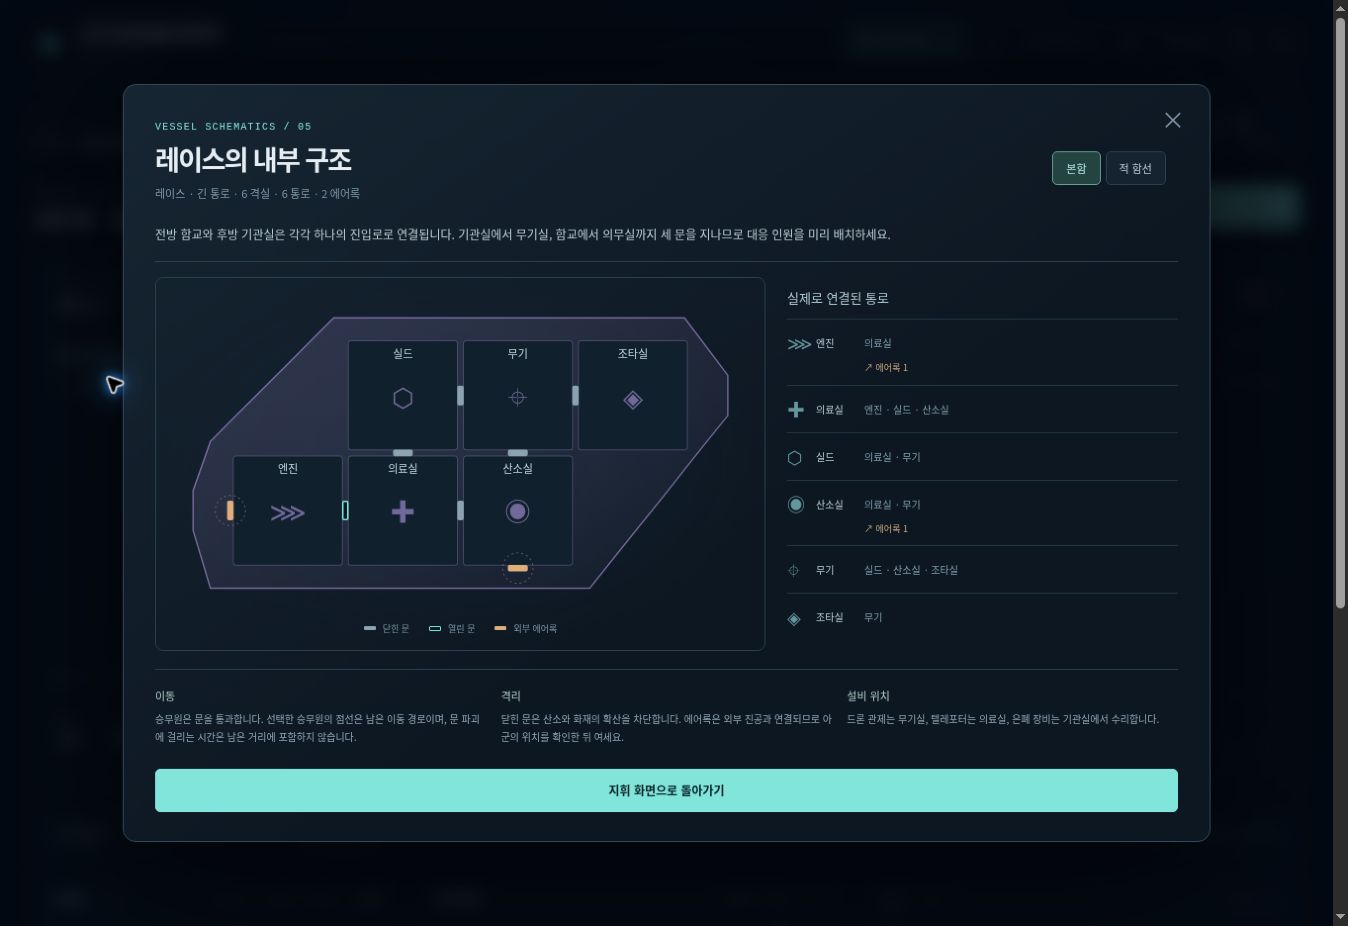 VESSEL SCHEMATICS / 05
레이스의 내부 구조
레이스 · 긴 통로 · 6 격실 · 6 통로 · 2 에어록
본함
적 함선
전방 함교와 후방 기관실은 각각 하나의 진입로로 연결됩니다. 기관실에서 무기실, 함교에서 의무실까지 세 문을 지나므로 대응 인원을 미리 배치하세요.
실드
무기
조타실
엔진
의료실
산소실
닫힌 문
열린 문
외부 에어록
실제로 연결된 통로
엔진 의료실
↗ 에어록 1
의료실 엔진 · 실드 · 산소실
실드 의료실 · 무기
산소실 의료실 · 무기
↗ 에어록 1
무기 실드 · 산소실 · 조타실
조타실 무기
이동
승무원은 문을 통과합니다. 선택한 승무원의 점선은 남은 이동 경로이며, 문 파괴
에 걸리는 시간은 남은 거리에 포함하지 않습니다.
격리
닫힌 문은 산소와 화재의 확산을 차단합니다. 에어록은 외부 진공과 연결되므로 아
군의 위치를 확인한 뒤 여세요.
설비 위치
드론 관제는 무기실, 텔레포터는 의료실, 은폐 장비는 기관실에서 수리합니다.
지휘 화면으로 돌아가기